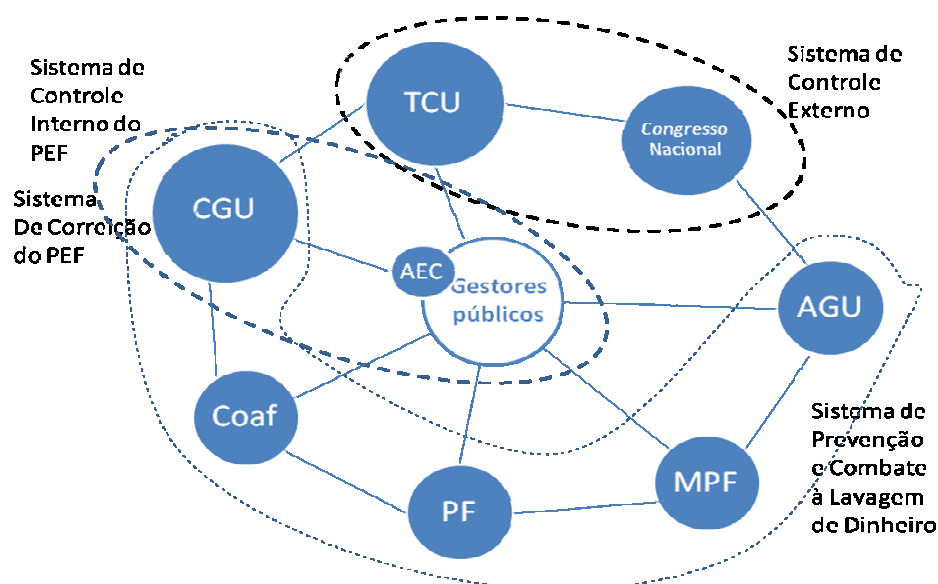 Sistema de
Controle
Interno do
PEF
Sistema
De Correição
do PEF
TCU
Congresso
Nacional
Sistema de
Controle
Externo
CGU
AEC
Gestores
públicos
AGU
Coaf
PF
MPF
Sistema de
Prevenção
e Combate
à Lavagem
de Dinheiro